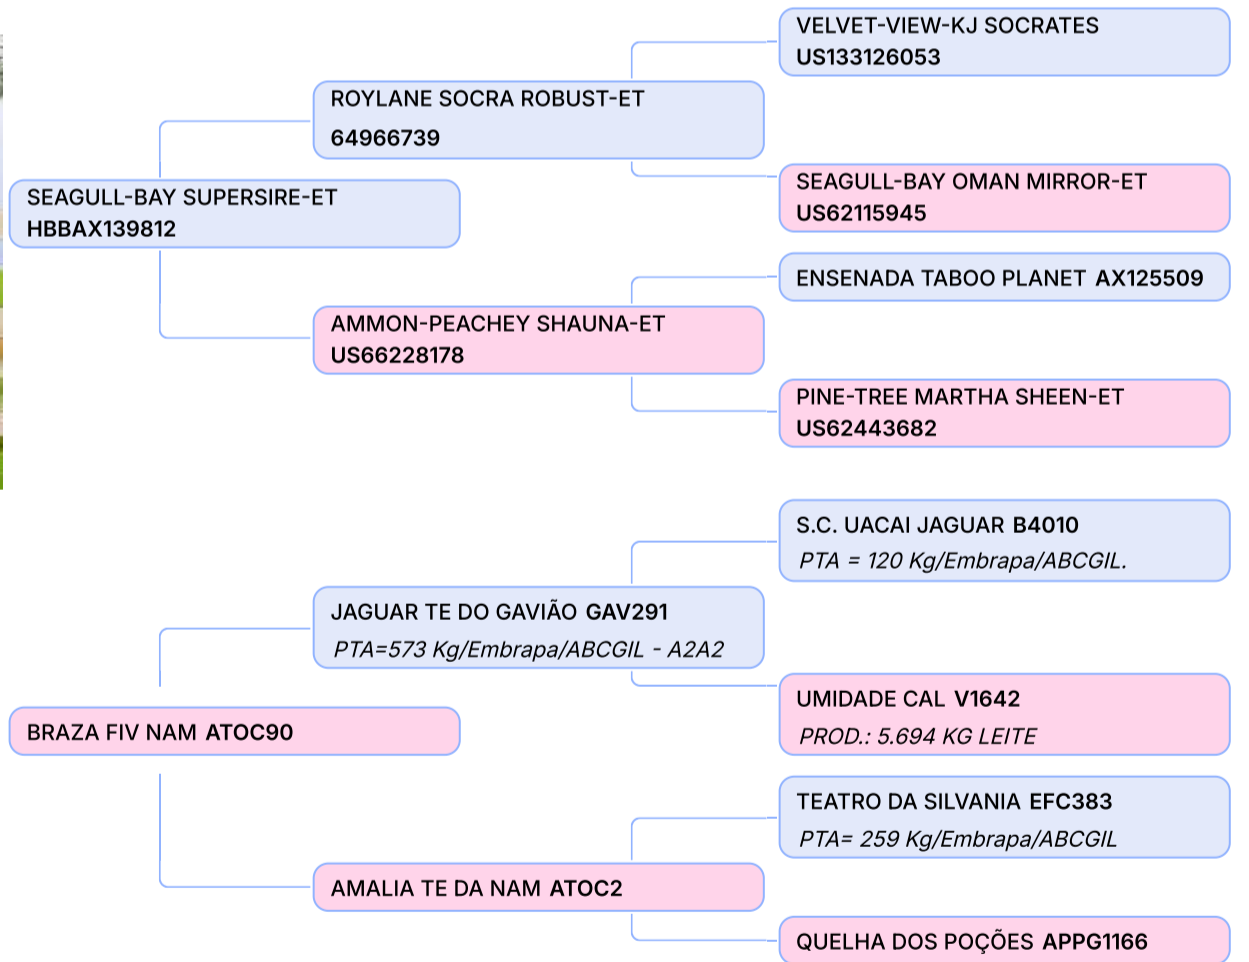 VELVET-VIEW-KJ SOCRATES
US133126053
ROYLANE SOCRA ROBUST-ET
64966739
SEAGULL-BAY OMAN MIRROR-ET
US62115945
SEAGULL-BAY SUPERSIRE-ET
HBBAX139812
ENSENADA TABOO PLANET AX125509
AMMON-PEACHEY SHAUNA-ET
US66228178
PINE-TREE MARTHA SHEEN-ET
US62443682
S.C. UACAI JAGUAR B4010
PTA = 120 Kg/Embrapa/ABCGIL.
JAGUAR TE DO GAVIÃO GAV291
PTA=573 Kg/Embrapa/ABCGIL - A2A2
UMIDADE CAL V1642
PROD.: 5.694 KG LEITE
BRAZA FIV NAM ATOC90
TEATRO DA SILVANIA EFC383
PTA= 259 Kg/Embrapa/ABCGIL
AMALIA TE DA NAM ATOC2
QUELHA DOS POÇÕES APPG1166